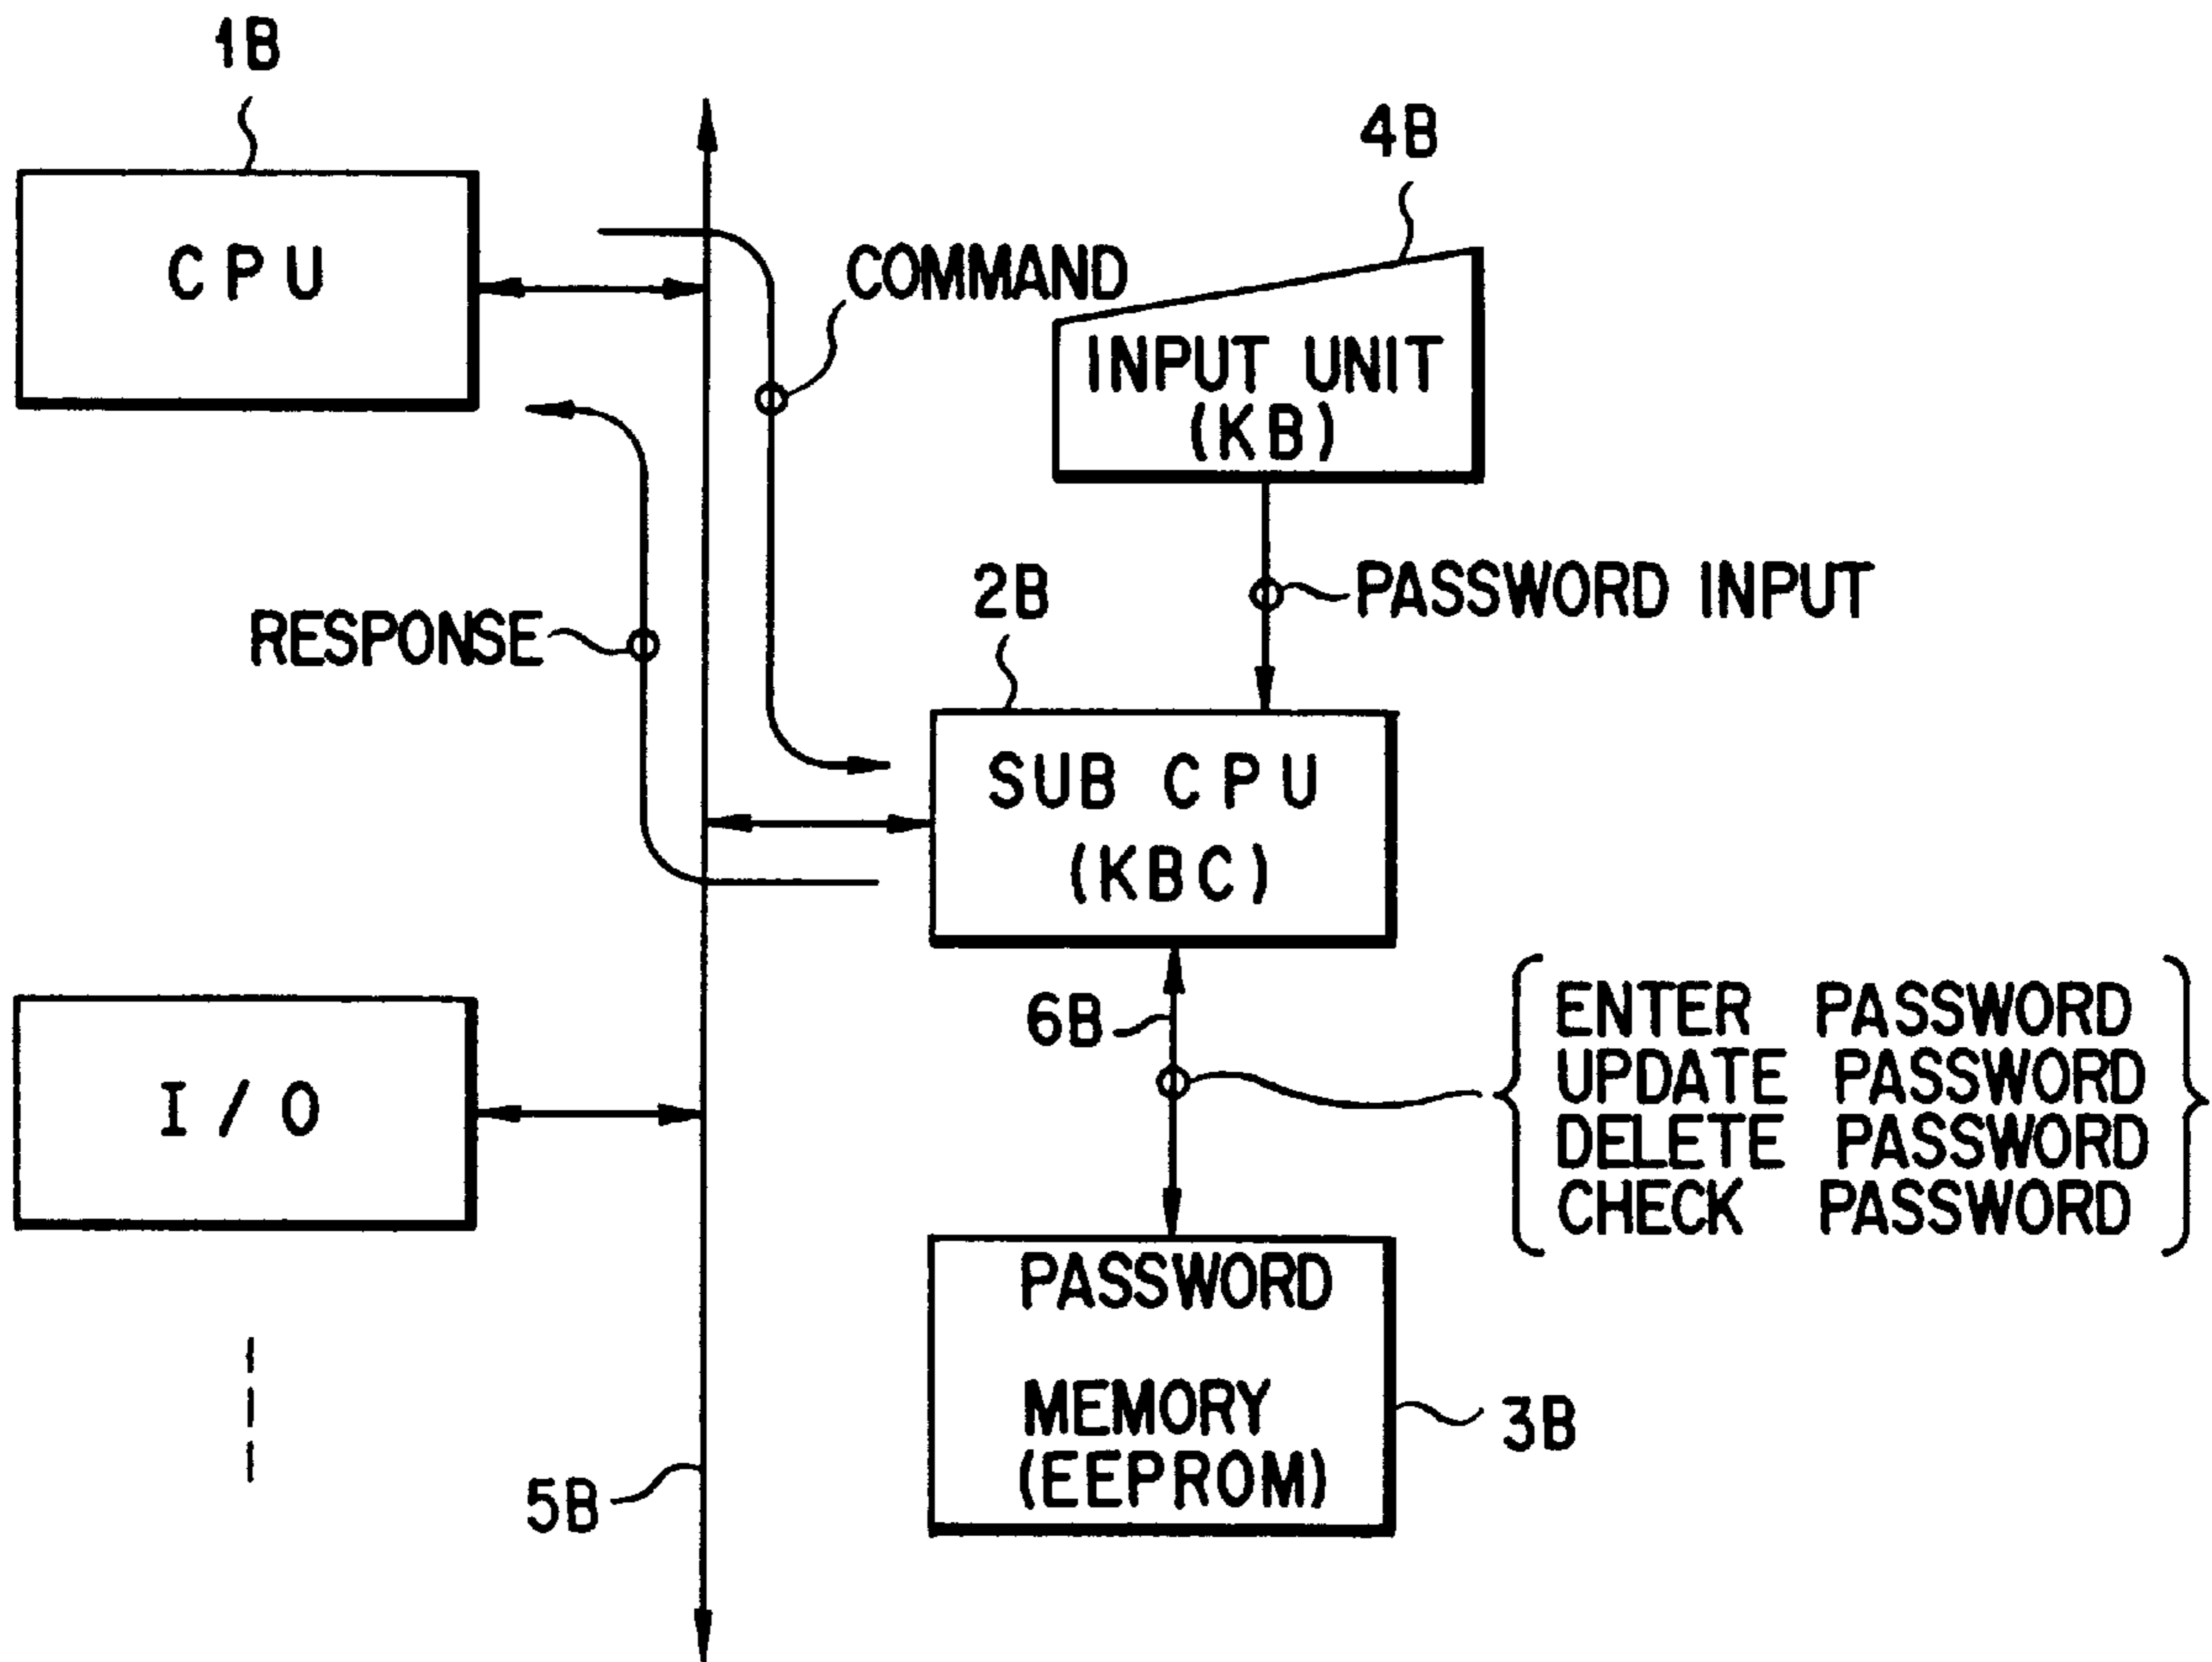 1B
CPU
4B
COMMAND
INPUT UNIT
(KB)
PASSWORD INPUT
2B
RESPONSE
SUB CPU
(KBC)
6B
ENTER PASSWORD
UPDATE PASSWORD
DELETE PASSWORD
CHECK PASSWORD
I/O
PASSWORD
MEMORY
(EEPROM)
3B
5B